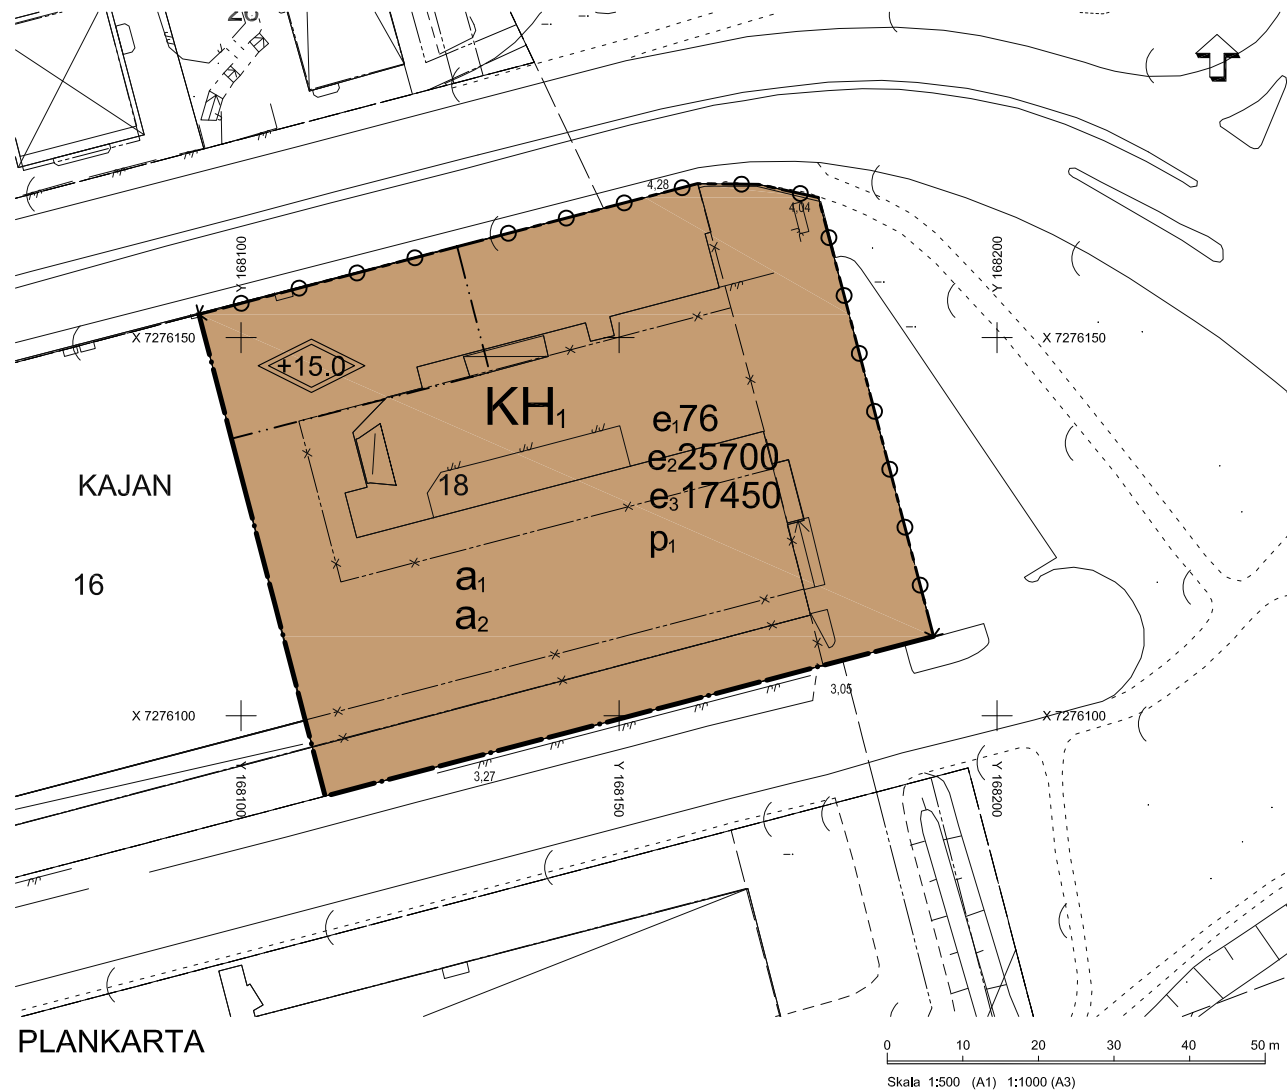 4,28
4,04
Y 168100
Y 168200
X 7276150
X 7276150
+15.0
KH1
e176
e225700
e317450
p1
KAJAN
18
16
a1
a2
3,05
X 7276100
X 7276100
3,27
Y 168100
Y 168150
Y 168200
PLANKARTA
0 10 20 30 40 50 m
Skala 1:500 (A1) 1:1000 (A3)